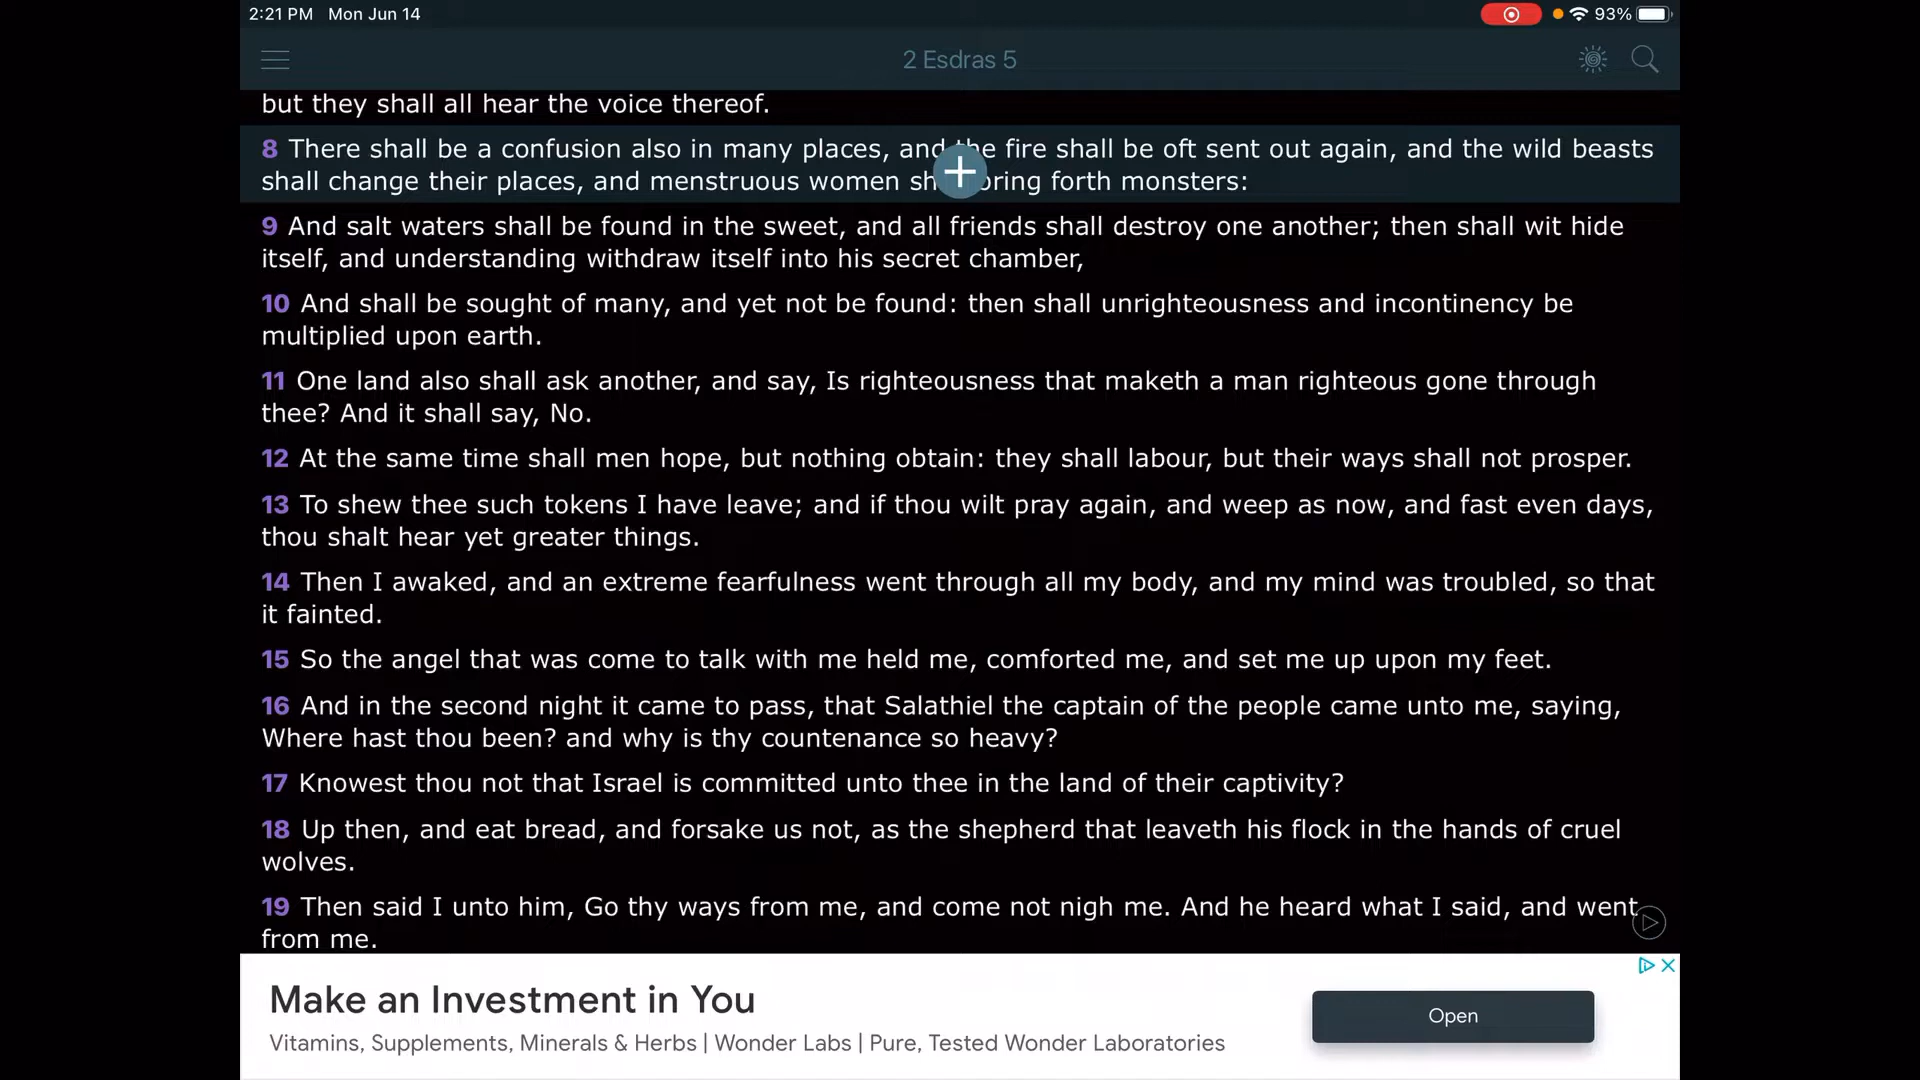 2:21 PM Mon Jun 14
93%
2 Esdras 5
but they shall all hear the voice thereof.
8 There shall be a confusion also in many places, and the fire shall be oft sent out again, and the wild beasts
shall change their places, and menstruous women bring forth monsters:
9 And salt waters shall be found in the sweet, and all friends shall destroy one another; then shall wit hide
itself, and understanding withdraw itself into his secret chamber,
10 And shall be sought of many, and yet not be found: then shall unrighteousness and incontinency be
multiplied upon earth.
11 One land also shall ask another, and say, Is righteousness that maketh a man righteous gone through
thee? And it shall say, No.
12 At the same time shall men hope, but nothing obtain: they shall labour, but their ways shall not prosper.
13 To shew thee such tokens I have leave; and if thou wilt pray again, and weep as now, and fast even days,
thou shalt hear yet greater things.
14 Then I awaked, and an extreme fearfulness went through all my body, and my mind was troubled, so that
it fainted.
15 So the angel that was come to talk with me held me, comforted me, and set me up upon my feet.
16 And in the second night it came to pass, that Salathiel the captain of the people came unto me, saying,
Where hast thou been? and why is thy countenance so heavy?
17 Knowest thou not that Israel is committed unto thee in the land of their captivity?
18 Up then, and eat bread, and forsake us not, as the shepherd that leaveth his flock in the hands of cruel
wolves.
19 Then said I unto him, Go thy ways from me, and come not nigh me. And he heard what I said, and went
from me.
Make an Investment in You
Vitamins, Supplements, Minerals & Herbs | Wonder Labs | Pure, Tested Wonder Laboratories
Open